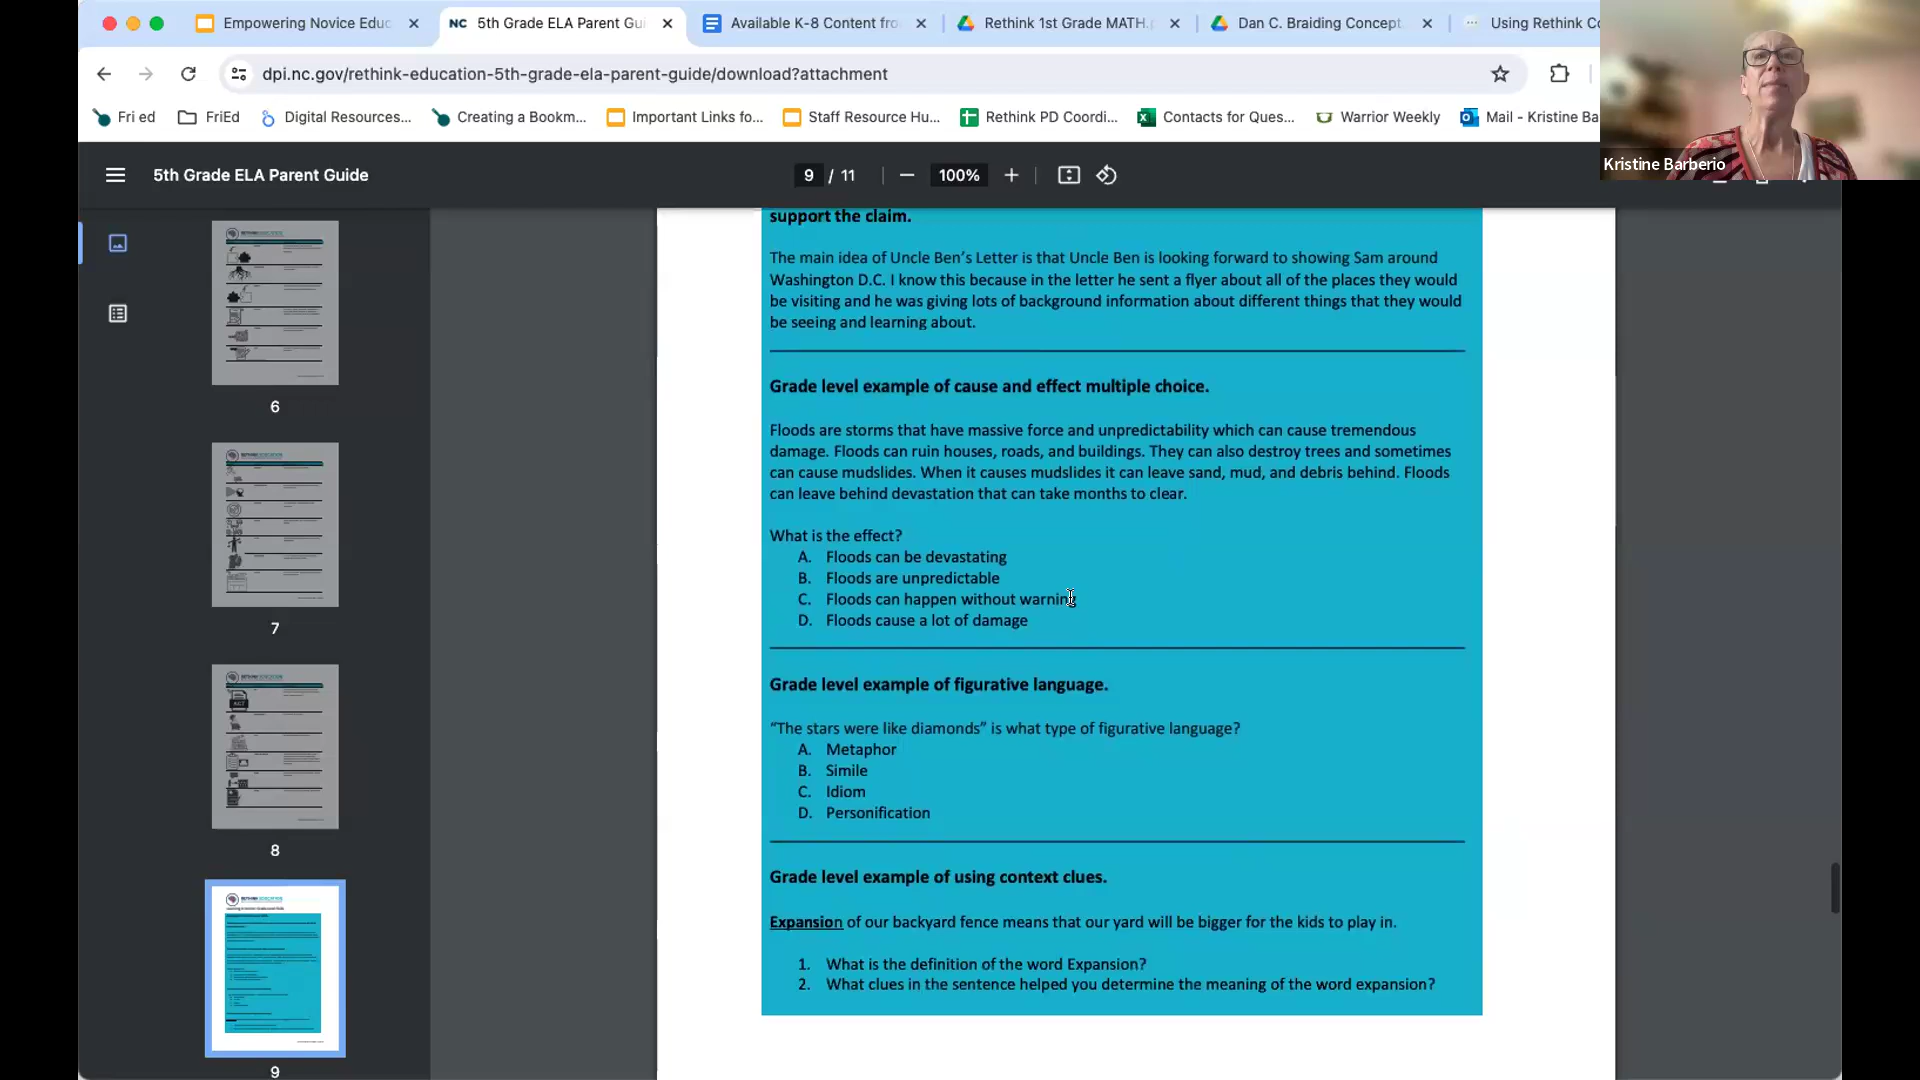 Empowering Novice Educ
NC 5th Grade ELA Parent Gui
Available K-8 Content fro
Rethink 1st Grade MATH.
Dan C. Braiding Concept
Using Rethink Co
dpi.nc.gov/rethink-education-5th-grade-ela-parent-guide/download?attachment
Fri ed
FriEd
Digital Resources...
Creating a Bookm...
Important Links fo...
Staff Resource Hu...
Rethink PD Coordi...
Contacts for Ques...
Warrior Weekly
Mail - Kristine Ba
Kristine Barberio
5th Grade ELA Parent Guide
9 / 11
100%
6
7
8
9
support the claim.
The main idea of Uncle Ben's Letter is that Uncle Ben is looking forward to showing Sam around
Washington D.C. I know this because in the letter he sent a flyer about all of the places they would
be visiting and he was giving lots of background information about different things that they would
be seeing and learning about.
Grade level example of cause and effect multiple choice.
Floods are storms that have massive force and unpredictability which can cause tremendous
damage. Floods can ruin houses, roads, and buildings. They can also destroy trees and sometimes
can cause mudslides. When it causes mudslides it can leave sand, mud, and debris behind. Floods
can leave behind devastation that can take months to clear.
What is the effect?
A. Floods can be devastating
B. Floods are unpredictable
C. Floods can happen without warning
D. Floods cause a lot of damage
Grade level example of figurative language.
“The stars were like diamonds” is what type of figurative language?
A. Metaphor
B. Simile
C. Idiom
D. Personification
Grade level example of using context clues.
Expansion of our backyard fence means that our yard will be bigger for the kids to play in.
1. What is the definition of the word Expansion?
2. What clues in the sentence helped you determine the meaning of the word expansion?